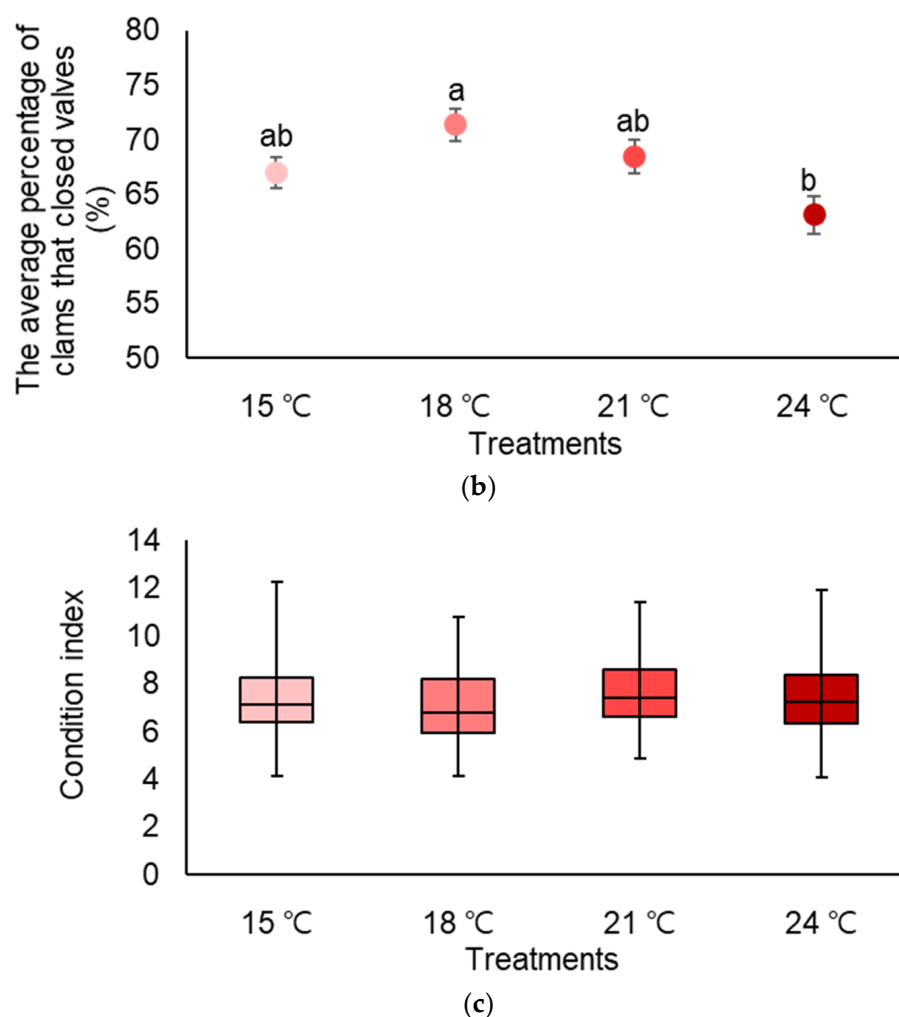 The average percentage of
clams that closed valves
(%)
80
75
70
65
60
55
50
ab
a
ab
b
15 ℃
18 ℃
21 ℃
24 ℃
Treatments
(b)
Condition index
14
12
10
8
6
4
2
0
15 ℃
18 ℃
21 ℃
24 ℃
Treatments
(c)